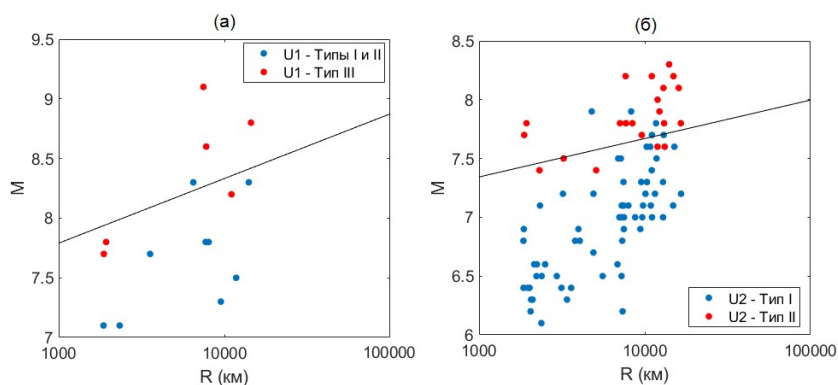 (а)
9.5
9
8.5
8
7.5
7
M
1000
10000
100000
R (км)
U1 - Типы I и II
U1 - Тип III
(б)
8.5
8
7.5
7
6.5
6
M
1000
10000
100000
R (км)
U2 - Тип I
U2 - Тип II